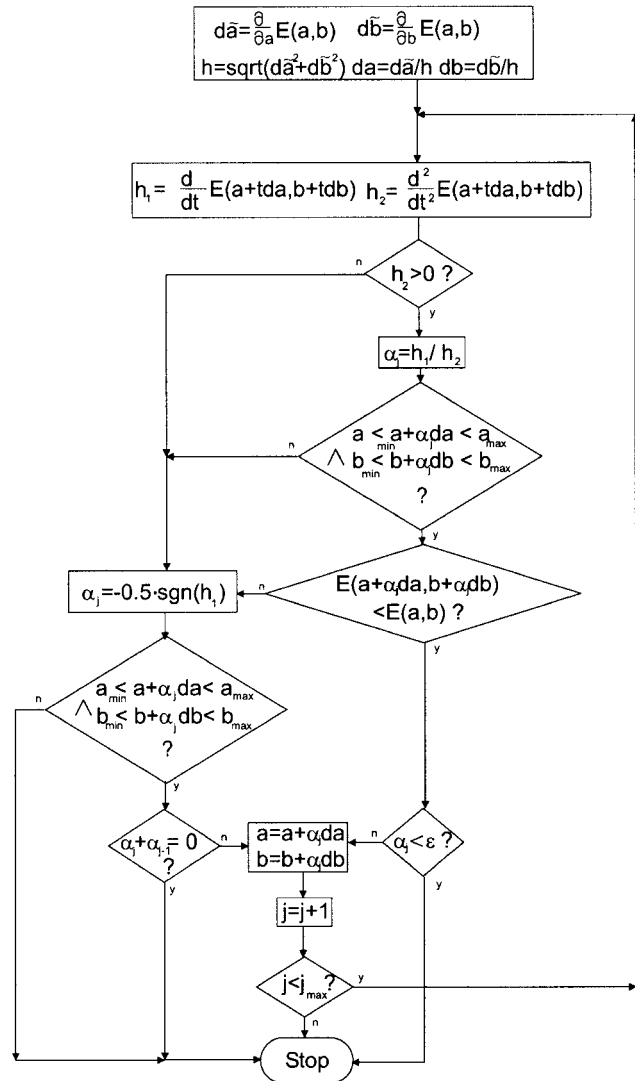 dã=∂/∂a E(a,b) db̃=∂/∂b E(a,b)
h=sqrt(dã²+db̃²) da=dã/h db=db̃/h
h₁= d/dt E(a+tda,b+tdb) h₂= d²/dt² E(a+tda,b+tdb)
n
h₂>0 ?
y
αⱼ=h₁/ h₂
n
a_min < a+αⱼda < a_max
∧ b_min < b+αⱼdb < b_max
?
y
αⱼ=-0.5·sgn(h₁)
n
E(a+αⱼda,b+αⱼdb)
<E(a,b) ?
y
n
a_min < a+αⱼda< a_max
∧ b_min < b+αⱼdb< b_max
?
y
αⱼ+αⱼ₋₁= 0
?
n
y
a=a+αⱼda
b=b+αⱼdb
n
αⱼ<ε ?
y
j=j+1
j<j_max?
y
n
Stop